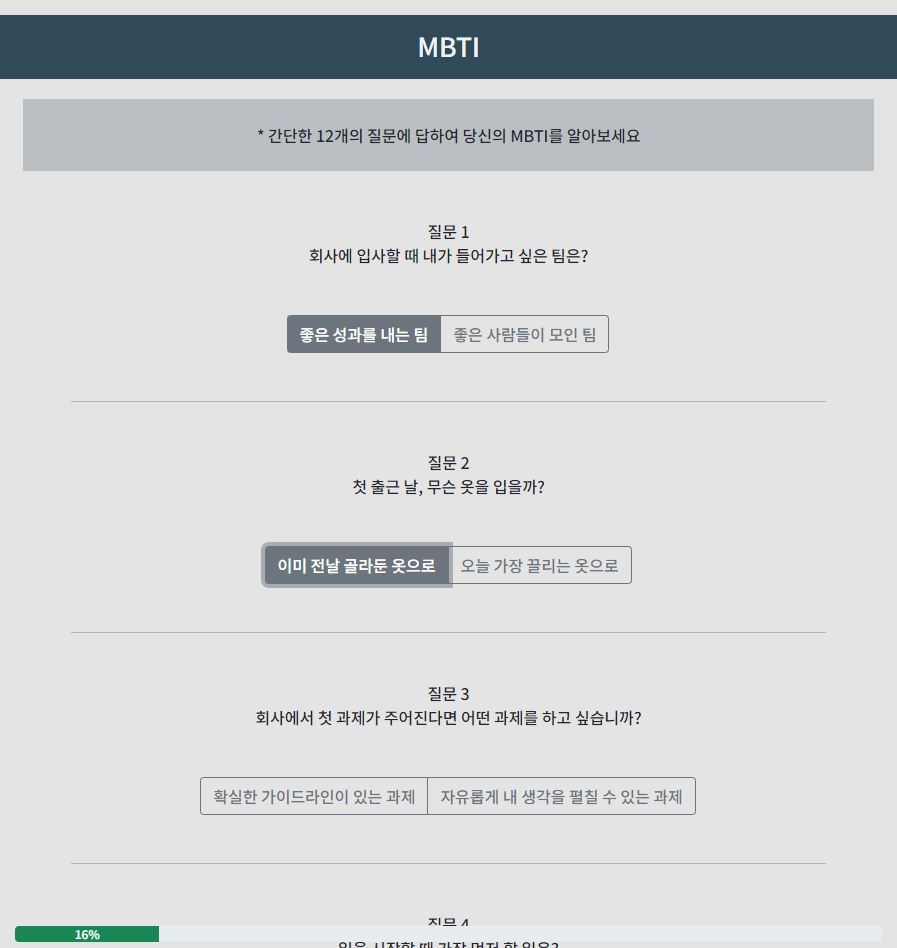 MBTI
* 간단한 12개의 질문에 답하여 당신의 MBTI를 알아보세요
질문 1
회사에 입사할 때 내가 들어가고 싶은 팀은?
좋은 성과를 내는 팀
좋은 사람들이 모인 팀
질문 2
첫 출근 날, 무슨 옷을 입을까?
이미 전날 골라둔 옷으로
오늘 가장 끌리는 옷으로
질문 3
회사에서 첫 과제가 주어진다면 어떤 과제를 하고 싶습니까?
확실한 가이드라인이 있는 과제
자유롭게 내 생각을 펼칠 수 있는 과제
질문 4
16%